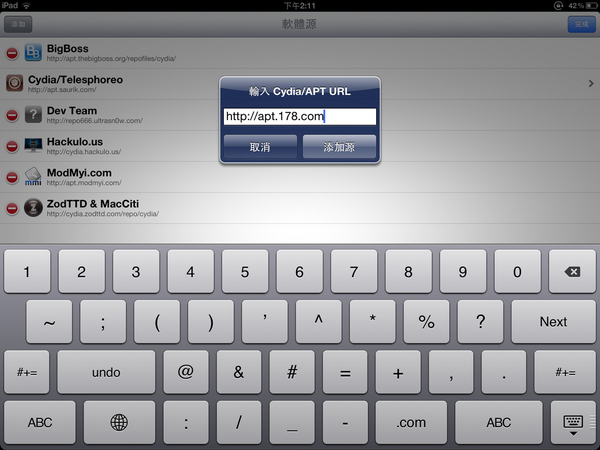 iPad
下午2:11
42%
添加
軟體源
完成
BigBoss
http://apt.thebigboss.org/repofiles/cydia/
Cydia/Telesphoreo
http://apt.saurik.com/
Dev Team
http://repo666.ultrasn0w.com/
Hackulo.us
http://cydia.hackulo.us/
ModMyi.com
http://apt.modmyi.com/
mmi
ZodTTD & MacCiti
http://cydia.zodttd.com/repo/cydia/
輸入 Cydia/APT URL
http://apt.178.com
取消
添加源
1 2 3 4 5 6 7 8 9 0
~ ; ( ) ' ^ * % ? Next
#+= undo @ & # = + , . #+=
ABC : / _ - .com ABC